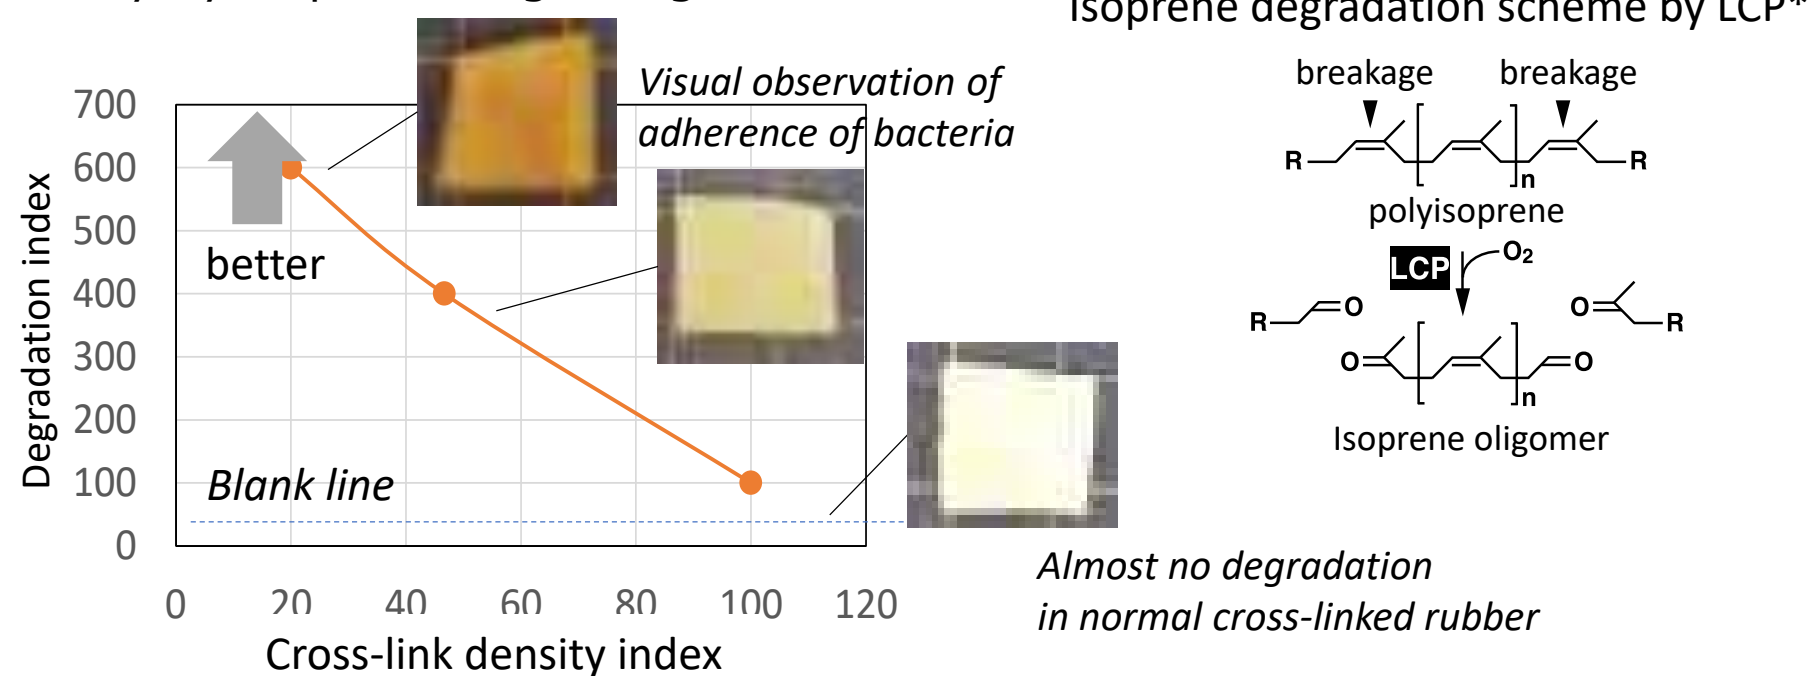 Isoprene degradation scheme by LCP*
Visual observation of
adherence of bacteria
700
600
500
400
300
200
100
0
Degradation index
better
Blank line
0 20 40 60 80 100 120
Cross-link density index
Almost no degradation
in normal cross-linked rubber
breakage breakage
R R
n
polyisoprene
LCP O2
R O O R
O O
n
Isoprene oligomer